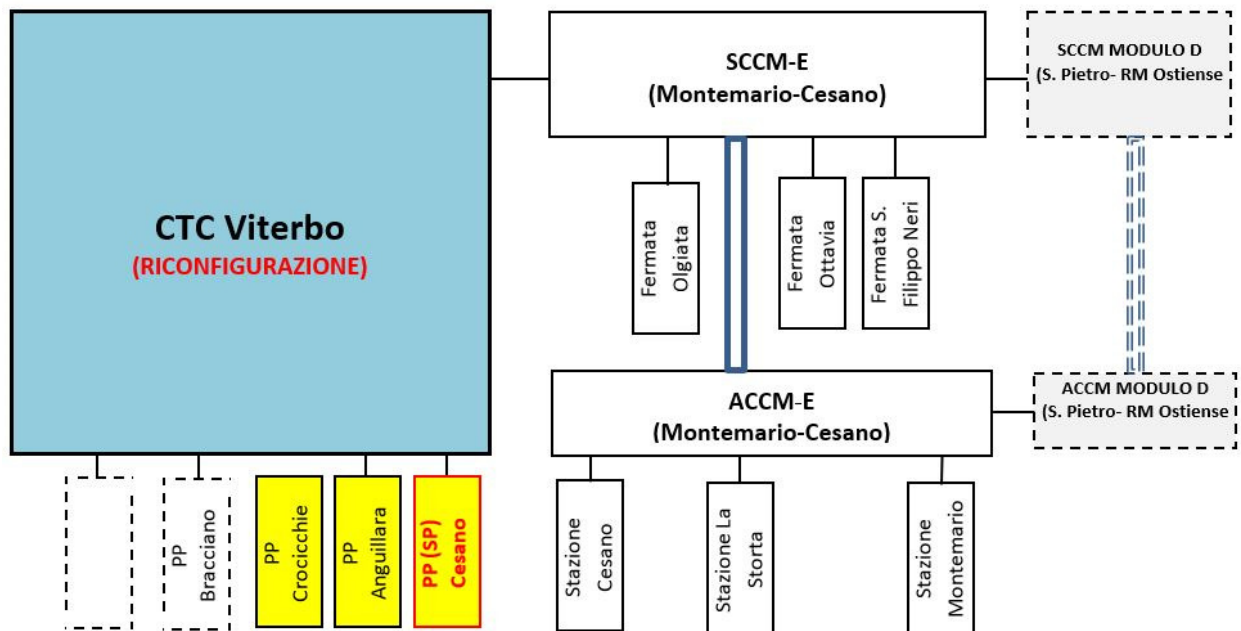 CTC Viterbo
(RICONFIGURAZIONE)
SCCM-E
(Montemario-Cesano)
SCCM MODULO D
(S. Pietro- RM Ostiense
Fermata
Olgiata
Fermata
Ottavia
Fermata S.
Filippo Neri
ACCM-E
(Montemario-Cesano)
ACCM MODULO D
(S. Pietro- RM Ostiense
PP
Bracciano
PP
Crocicchie
PP
Anguillara
PP (SP)
Cesano
Stazione
Cesano
Stazione La
Storta
Stazione
Montemario